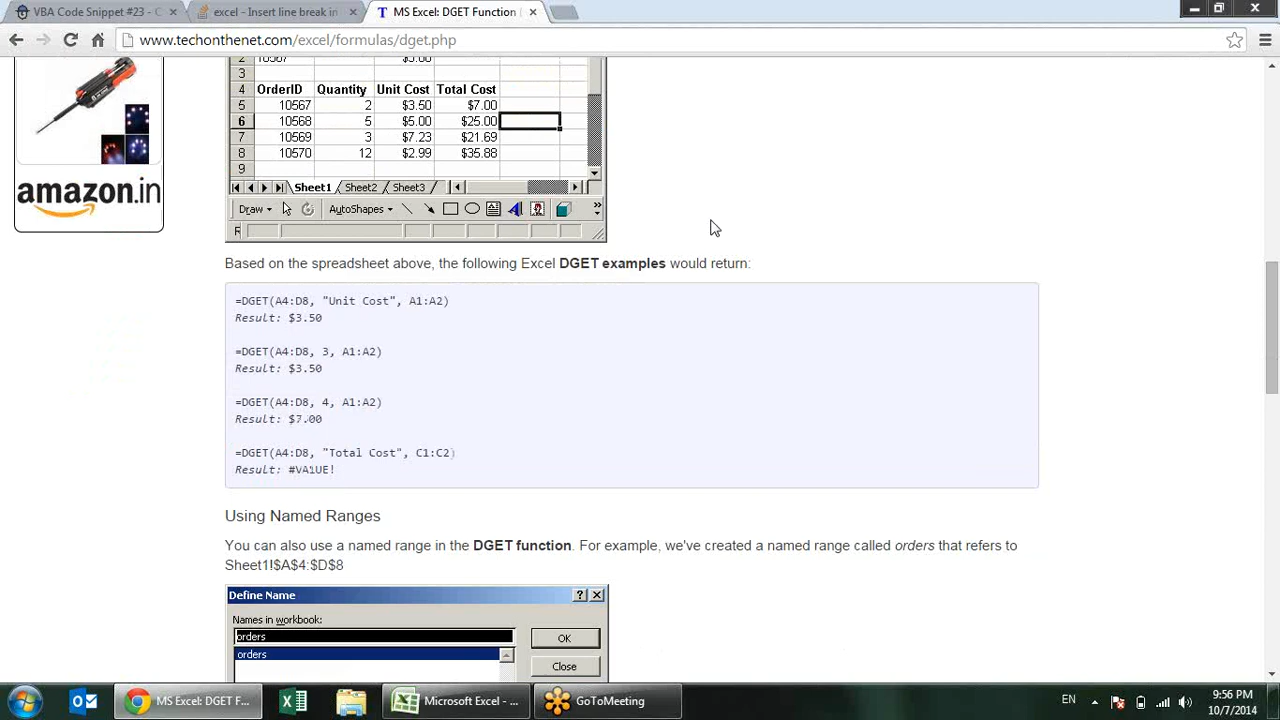 VBA Code Snippet #23 - C
excel - Insert line break in
MS Excel: DGET Function
www.techonthenet.com/excel/formulas/dget.php
2 10567 $3.00
3
4 OrderID Quantity Unit Cost Total Cost
5 10567 2 $3.50 $7.00
6 10568 5 $5.00 $25.00
7 10569 3 $7.23 $21.69
8 10570 12 $2.99 $35.88
9
amazon.in
Sheet1 Sheet2 Sheet3
Draw AutoShapes
R
Based on the spreadsheet above, the following Excel DGET examples would return:
=DGET(A4:D8, "Unit Cost", A1:A2)
Result: $3.50
=DGET(A4:D8, 3, A1:A2)
Result: $3.50
=DGET(A4:D8, 4, A1:A2)
Result: $7.00
=DGET(A4:D8, "Total Cost", C1:C2)
Result: #VA1UE!
Using Named Ranges
You can also use a named range in the DGET function. For example, we've created a named range called orders that refers to
Sheet1!$A$4:$D$8
Define Name
Names in workbook:
orders
OK
orders
Close
MS Excel: DGET F...
Microsoft Excel - ...
GoToMeeting
EN
9:56 PM
10/7/2014